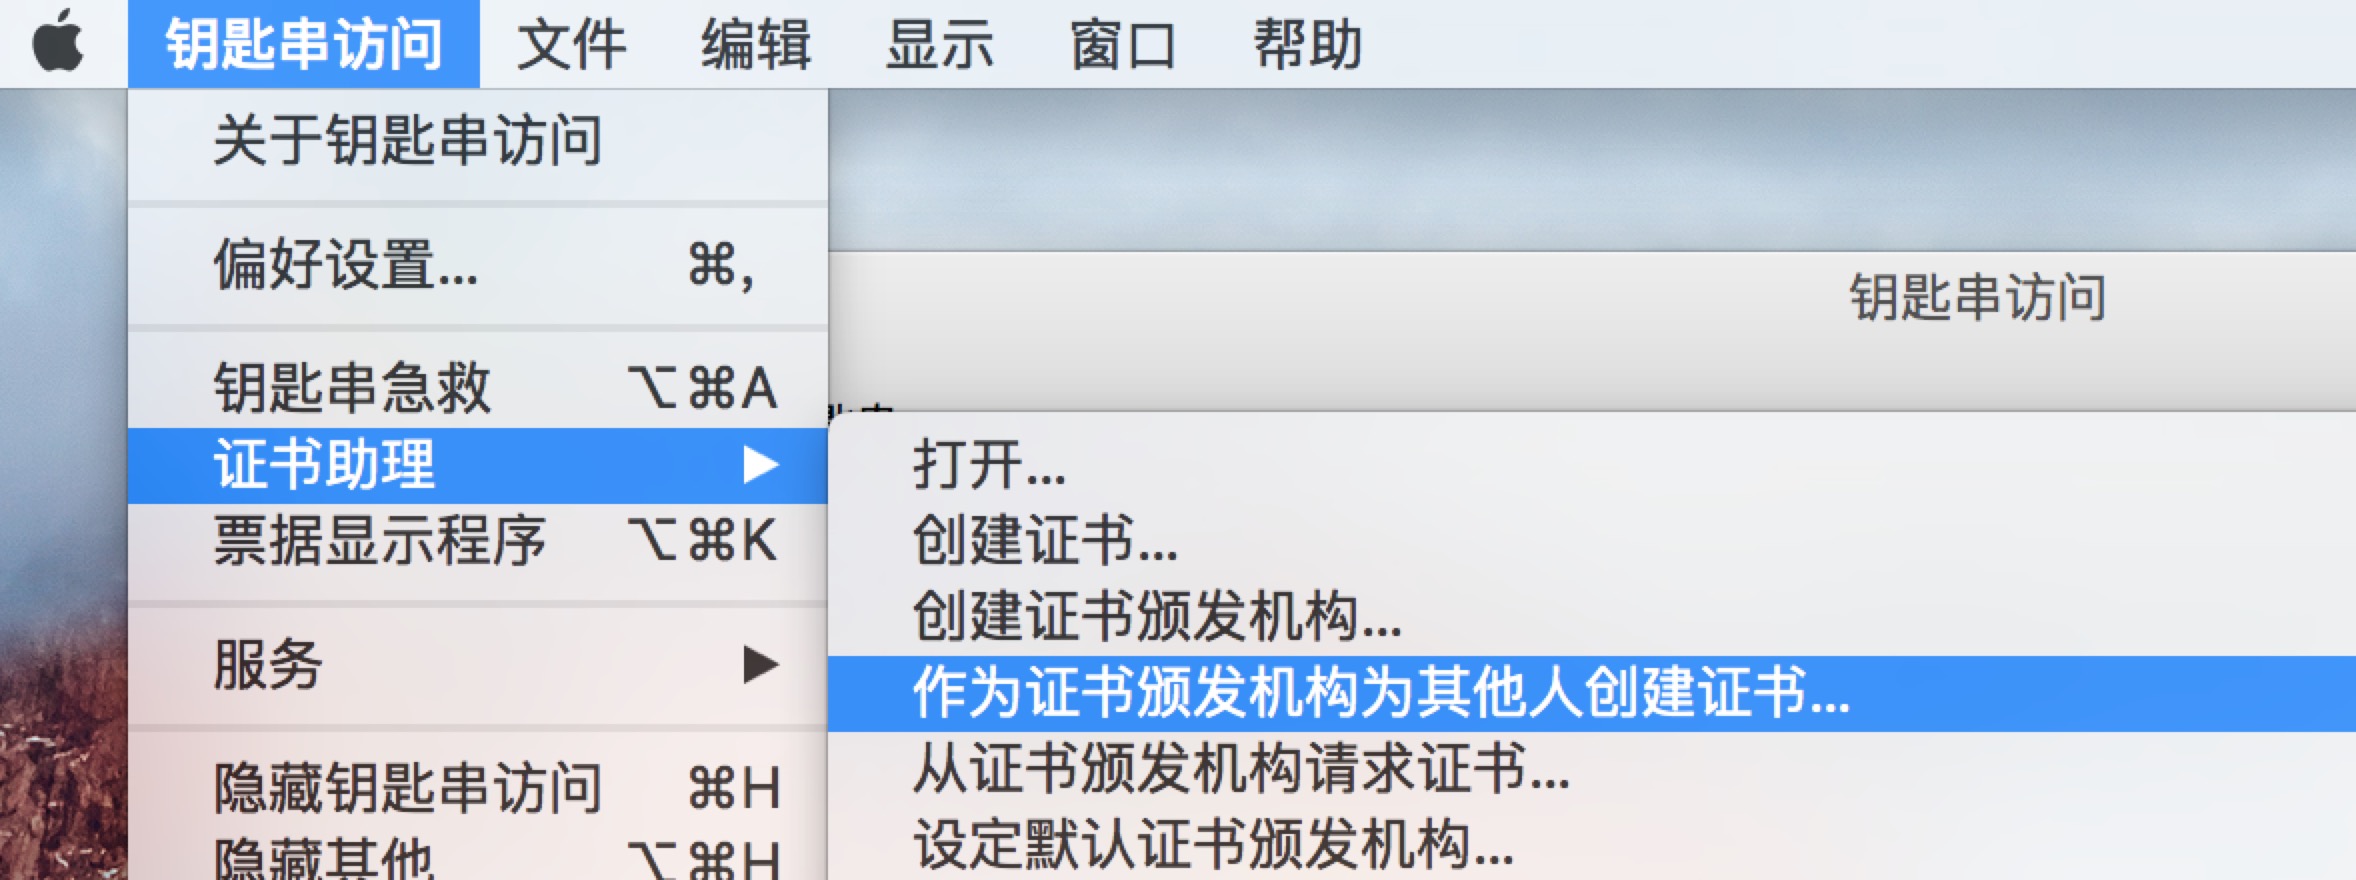 钥匙串访问 文件 编辑 显示 窗口 帮助
关于钥匙串访问
偏好设置... ⌘,
钥匙串访问
钥匙串急救 ⌥⌘A
证书助理 ▶
打开...
票据显示程序 ⌥⌘K
创建证书...
创建证书颁发机构...
服务 ▶
作为证书颁发机构为其他人创建证书...
从证书颁发机构请求证书...
隐藏钥匙串访问 ⌘H
设定默认证书颁发机构...
隐藏其他 ⌥⌘H